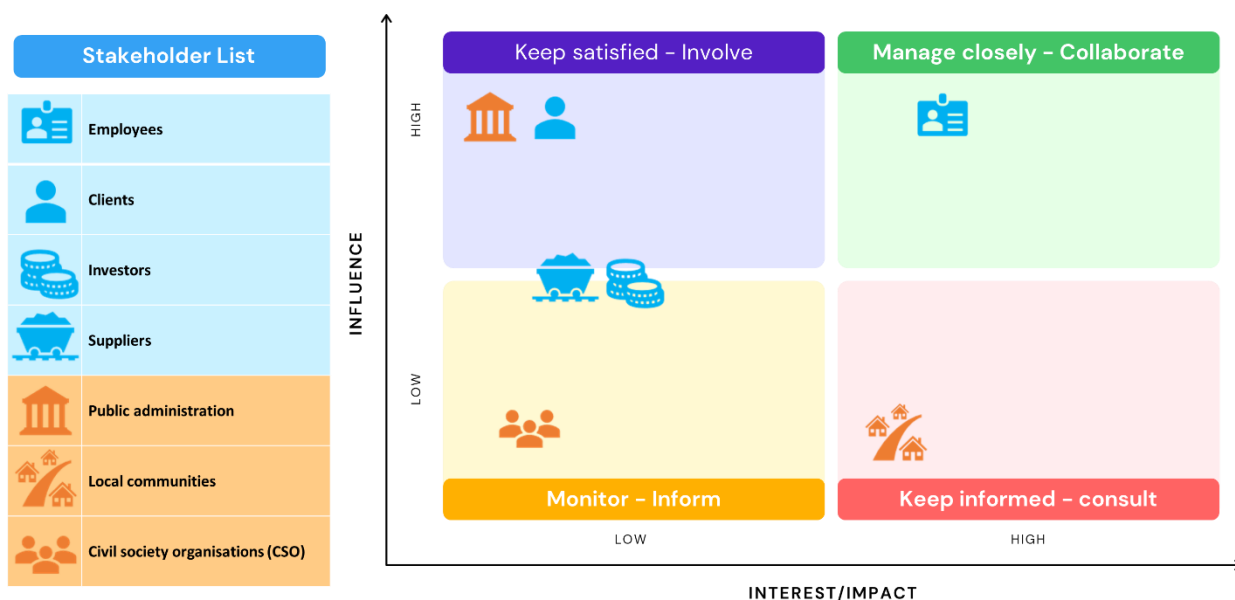 Stakeholder List
Employees
Clients
Investors
Suppliers
Public administration
Local communities
Civil society organisations (CSO)
INFLUENCE
HIGH
LOW
Keep satisfied - Involve
Manage closely - Collaborate
Monitor - Inform
Keep informed - consult
LOW
HIGH
INTEREST/IMPACT